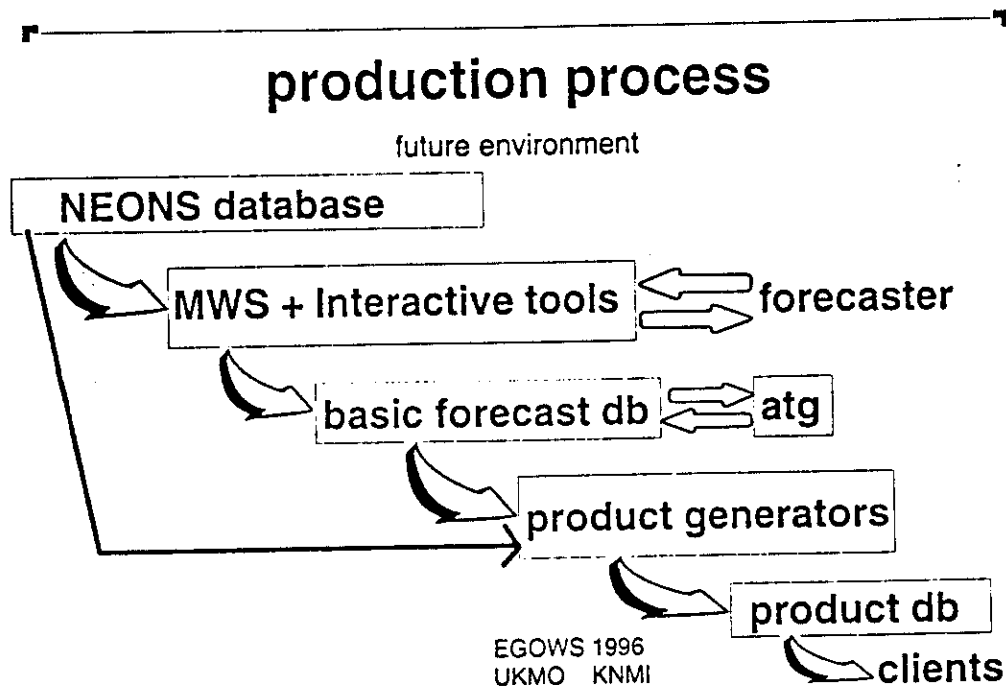 production process
future environment
NEONS database
MWS + Interactive tools
forecaster
basic forecast db
atg
product generators
product db
clients
EGOWS 1996
UKMO KNMI